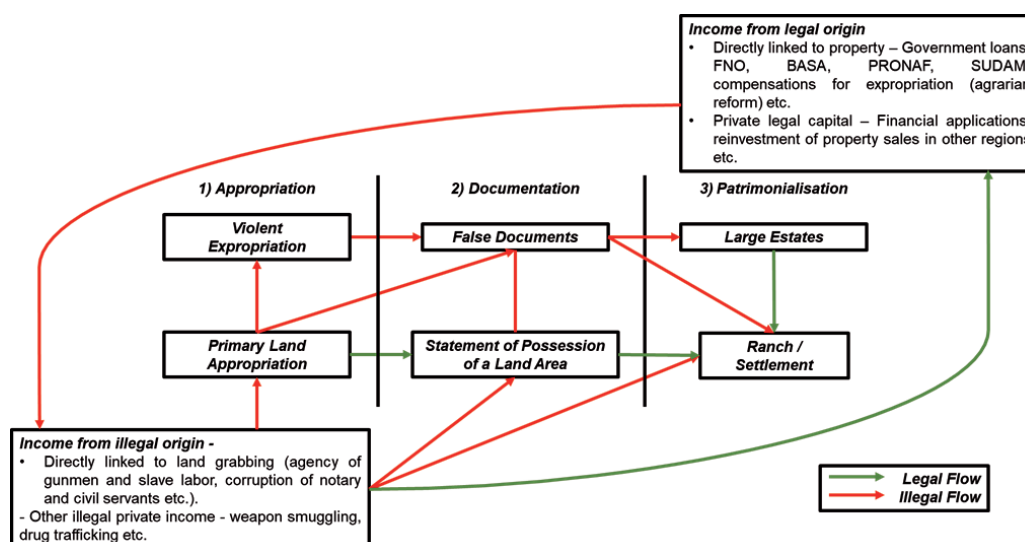 Income from legal origin
• Directly linked to property – Government loans
FNO, BASA, PRONAF, SUDAM
compensations for expropriation (agrarian
reform) etc.
• Private legal capital – Financial applications
reinvestment of property sales in other regions
etc.
1) Appropriation
2) Documentation
3) Patrimonialisation
Violent
Expropriation
False Documents
Large Estates
Primary Land
Appropriation
Statement of Possession
of a Land Area
Ranch /
Settlement
Income from illegal origin -
• Directly linked to land grabbing (agency of
gunmen and slave labor, corruption of notary
and civil servants etc.).
- Other illegal private income - weapon smuggling,
drug trafficking etc.
Legal Flow
Illegal Flow